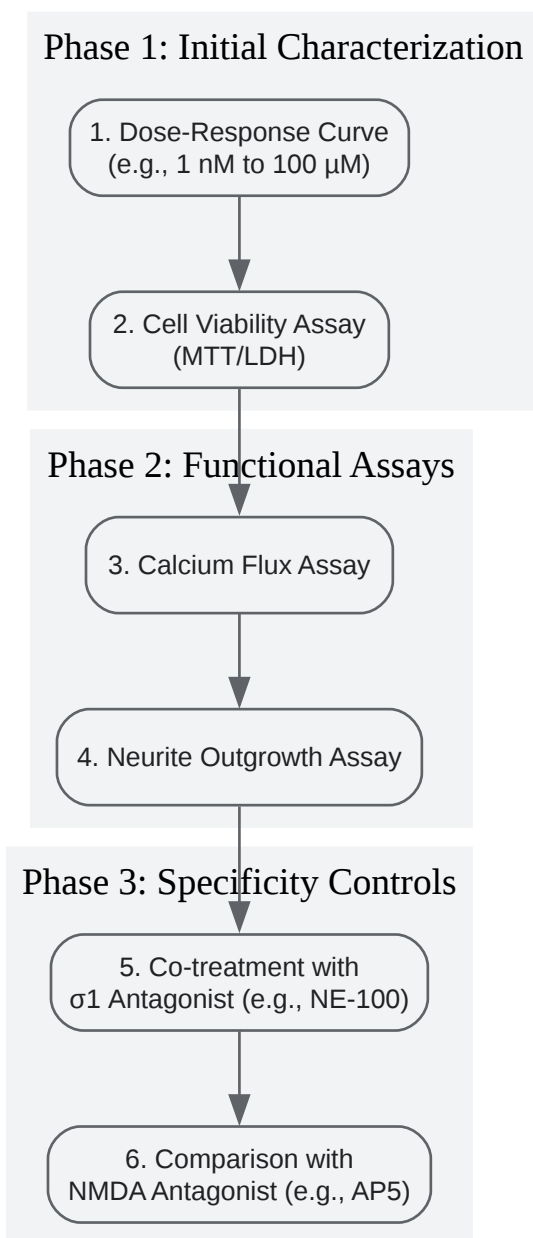 Phase 1: Initial Characterization
1. Dose-Response Curve
(e.g., 1 nM to 100 µM)
2. Cell Viability Assay
(MTT/LDH)
Phase 2: Functional Assays
3. Calcium Flux Assay
4. Neurite Outgrowth Assay
Phase 3: Specificity Controls
5. Co-treatment with
σ1 Antagonist (e.g., NE-100)
6. Comparison with
NMDA Antagonist (e.g., AP5)